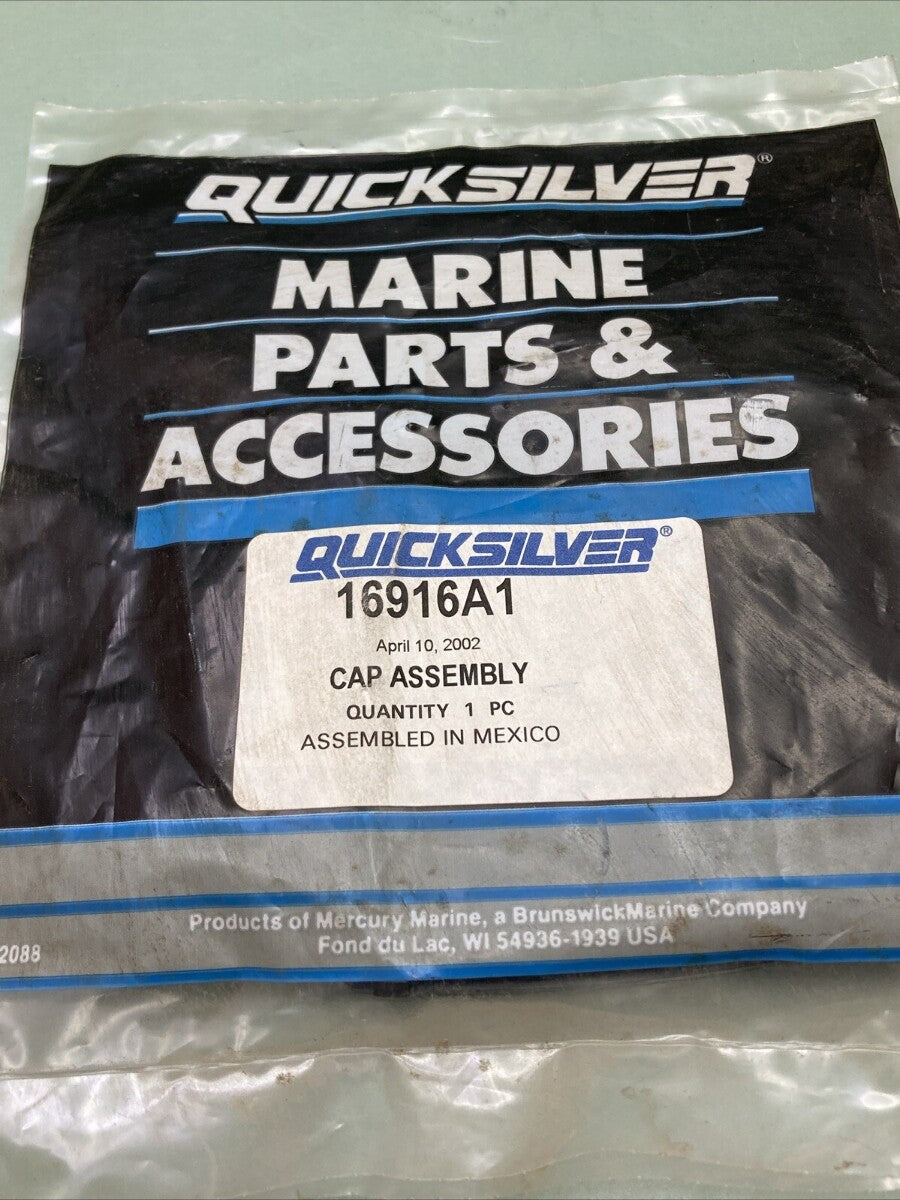 QUICKSILVER®
MARINE
PARTS &
ACCESSORIES
QUICKSILVER®
16916A1
April 10, 2002
CAP ASSEMBLY
QUANTITY 1 PC
ASSEMBLED IN MEXICO
Products of Mercury Marine, a BrunswickMarine Company
Fond du Lac, WI 54936-1939 USA
2088